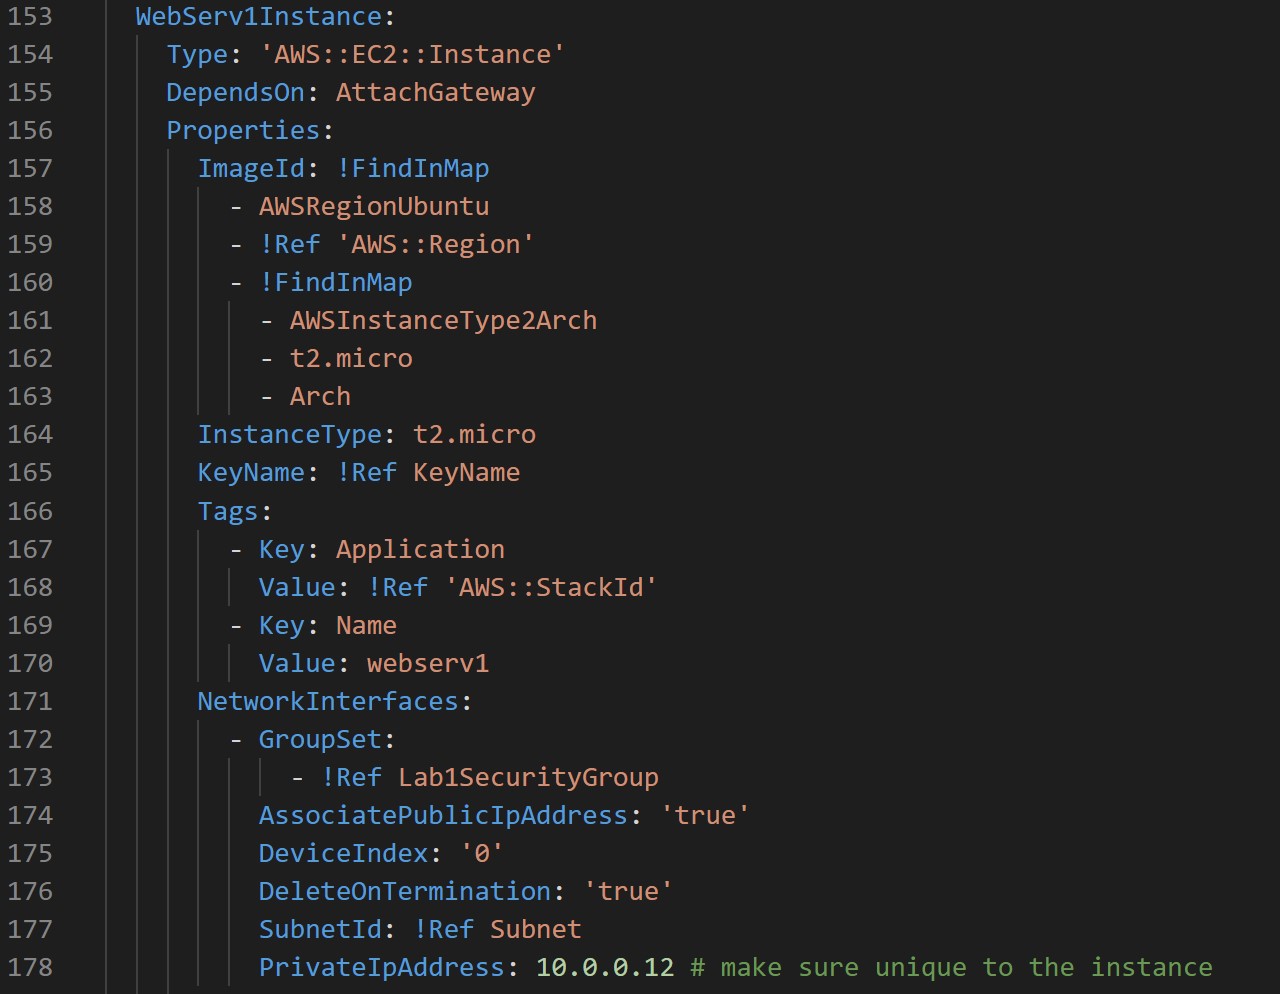 153 WebServ1Instance:
154 Type: 'AWS::EC2::Instance'
155 DependsOn: AttachGateway
156 Properties:
157 ImageId: !FindInMap
158 - AWSRegionUbuntu
159 - !Ref 'AWS::Region'
160 - !FindInMap
161 - AWSInstanceType2Arch
162 - t2.micro
163 - Arch
164 InstanceType: t2.micro
165 KeyName: !Ref KeyName
166 Tags:
167 - Key: Application
168 Value: !Ref 'AWS::StackId'
169 - Key: Name
170 Value: webserv1
171 NetworkInterfaces:
172 - GroupSet:
173 - !Ref Lab1SecurityGroup
174 AssociatePublicIpAddress: 'true'
175 DeviceIndex: '0'
176 DeleteOnTermination: 'true'
177 SubnetId: !Ref Subnet
178 PrivateIpAddress: 10.0.0.12 # make sure unique to the instance